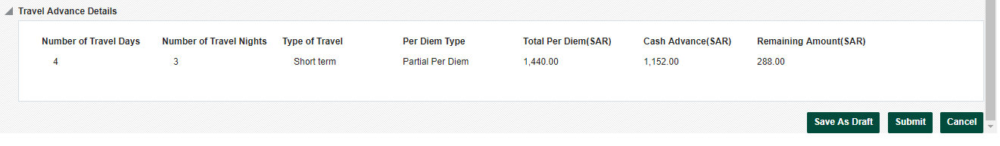 Travel Advance Details
Number of Travel Days Number of Travel Nights Type of Travel Per Diem Type Total Per Diem(SAR) Cash Advance(SAR) Remaining Amount(SAR)
4 3 Short term Partial Per Diem 1,440.00 1,152.00 288.00
Save As Draft Submit Cancel